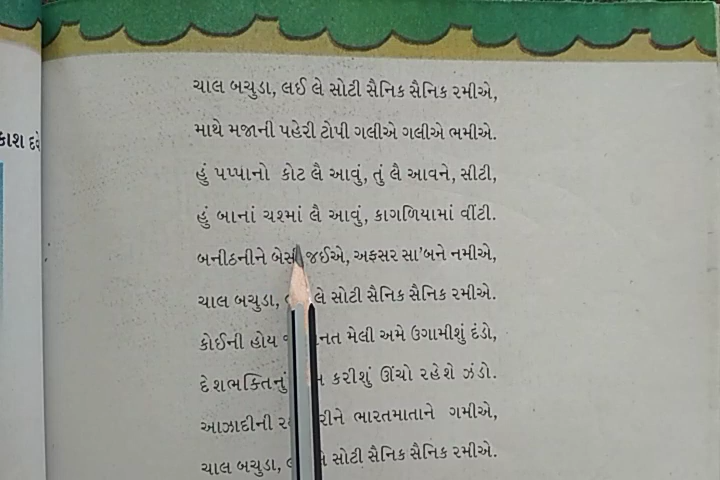 ચાલ બચુડા, લઈ લે સોટી સૈનિક સૈનિક રમીએ,
માથે મજાની પહેરી ટોપી ગલીએ ગલીએ ભમીએ.
હું પપ્પાનો કોટ લૈ આવું, તું લૈ આવને, સીટી,
હું બાનાં ચશ્માં લૈ આવું, કાગળિયામાં વીંટી.
બનીઠનીને બેસી જઈએ, અફસર સા'બને નમીએ,
ચાલ બચુડા, લે સોટી સૈનિક સૈનિક રમીએ.
કોઈની હોય મેલી અમે ઉગામીશું દંડો,
દેશભક્તિનું કરીશું ઊંચો રહેશે ઝંડો.
આઝાદીની ભારતમાતાને ગમીએ,
ચાલ બચુડા, સોટી સૈનિક સૈનિક રમીએ.